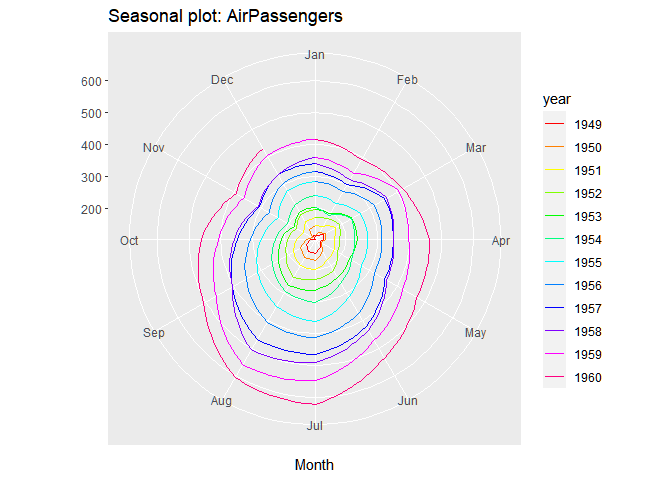 Seasonal plot: AirPassengers
Jan
Dec
Feb
600
500
400
300
200
Nov
Mar
Oct
Apr
Sep
May
Aug
Jun
Jul
Month
year
1949
1950
1951
1952
1953
1954
1955
1956
1957
1958
1959
1960